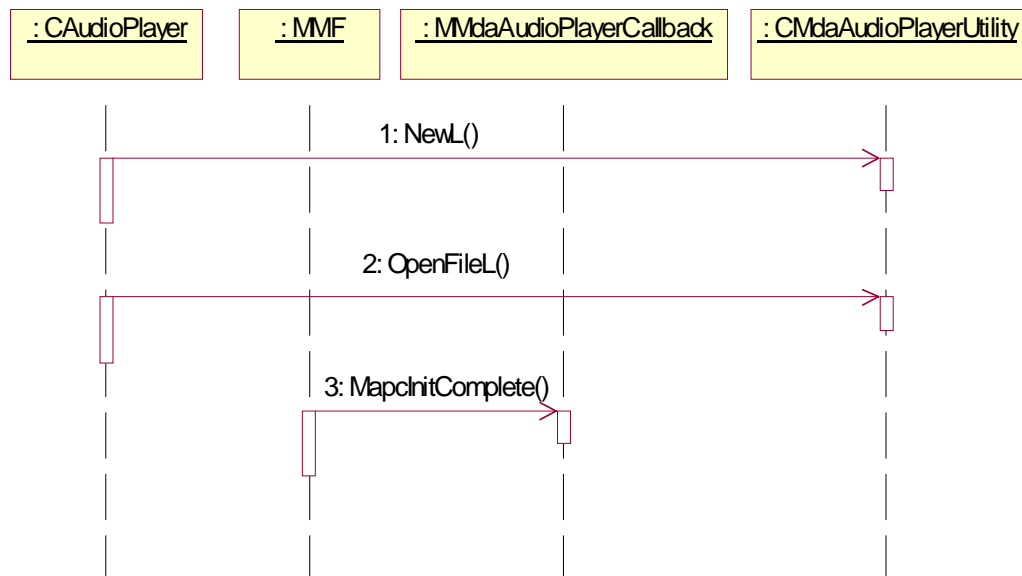 : CAudioPlayer
: MMF
: MMdaAudioPlayerCallback
: CMdaAudioPlayerUtility
1: NewL()
2: OpenFileL()
3: MapcInitComplete()